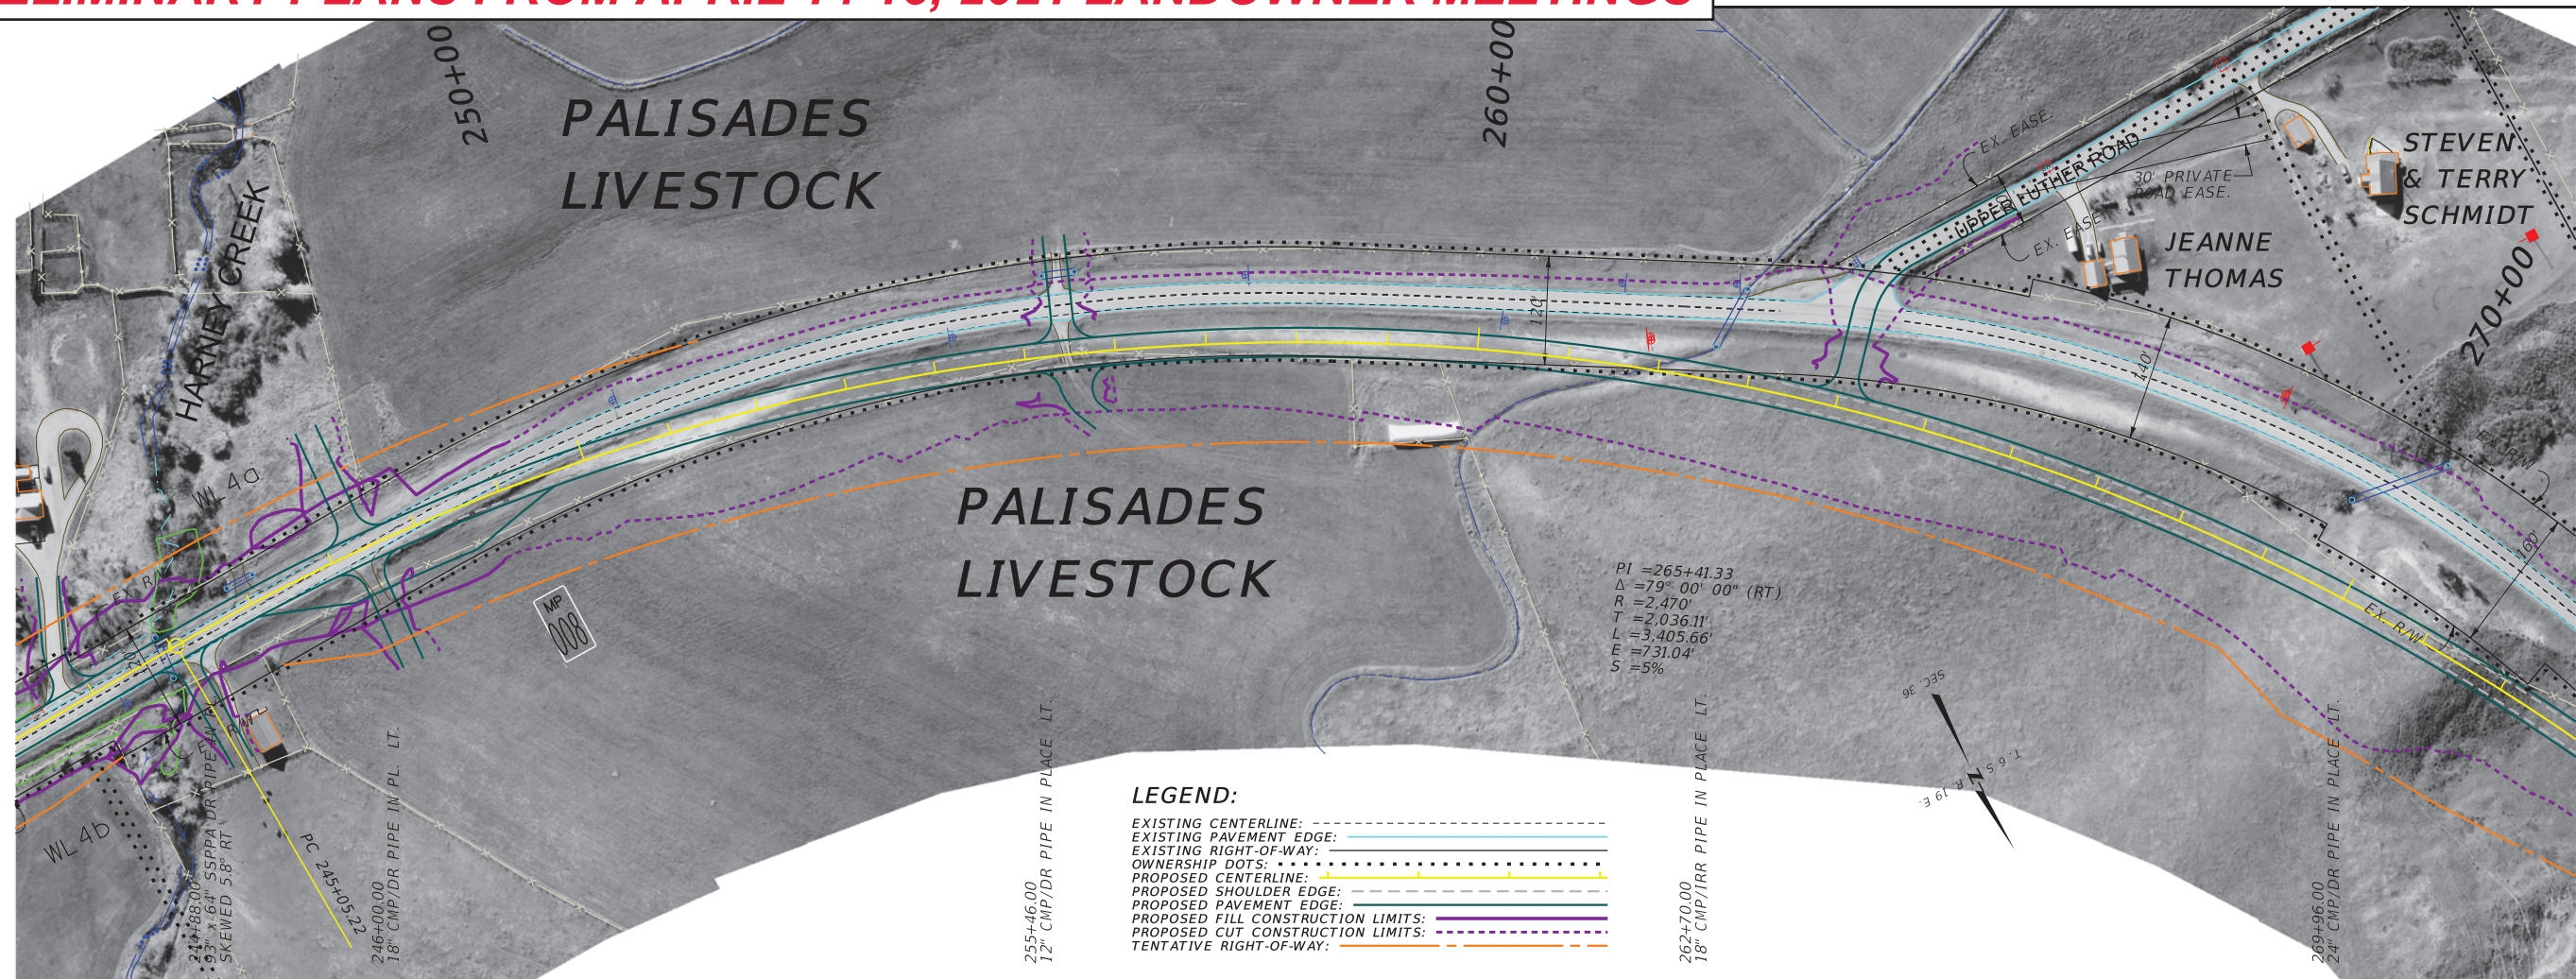 250+00
260+00
PALISADES
LIVESTOCK
HARNEY CREEK
WL 4a
EX. EASE.
UPPER LUTHER ROAD
30' PRIVATE
ROAD EASE.
EX. EASE.
STEVEN
& TERRY
SCHMIDT
JEANNE
THOMAS
270+00
120'
140'
160'
EX. R/W
EX. R/W
PALISADES
LIVESTOCK
MP
008
PI =265+41.33
Δ =79° 00' 00" (RT)
R =2,470'
T =2,036.11'
L =3,405.66'
E =731.04'
S =5%
SEC. 36
T. 6 S.
R. 19 E.
N
WL 4b
PC 245+05.22
244+88.00
SKEWED 5.8° RT
246+00.00
18" CMP/DR PIPE IN PL. LT.
255+46.00
12" CMP/DR PIPE IN PLACE LT.
262+70.00
18" CMP/IRR PIPE IN PLACE LT.
269+96.00
24" CMP/DR PIPE IN PLACE LT.
LEGEND:
EXISTING CENTERLINE:
EXISTING PAVEMENT EDGE:
EXISTING RIGHT-OF-WAY:
OWNERSHIP DOTS:
PROPOSED CENTERLINE:
PROPOSED SHOULDER EDGE:
PROPOSED PAVEMENT EDGE:
PROPOSED FILL CONSTRUCTION LIMITS:
PROPOSED CUT CONSTRUCTION LIMITS:
TENTATIVE RIGHT-OF-WAY: